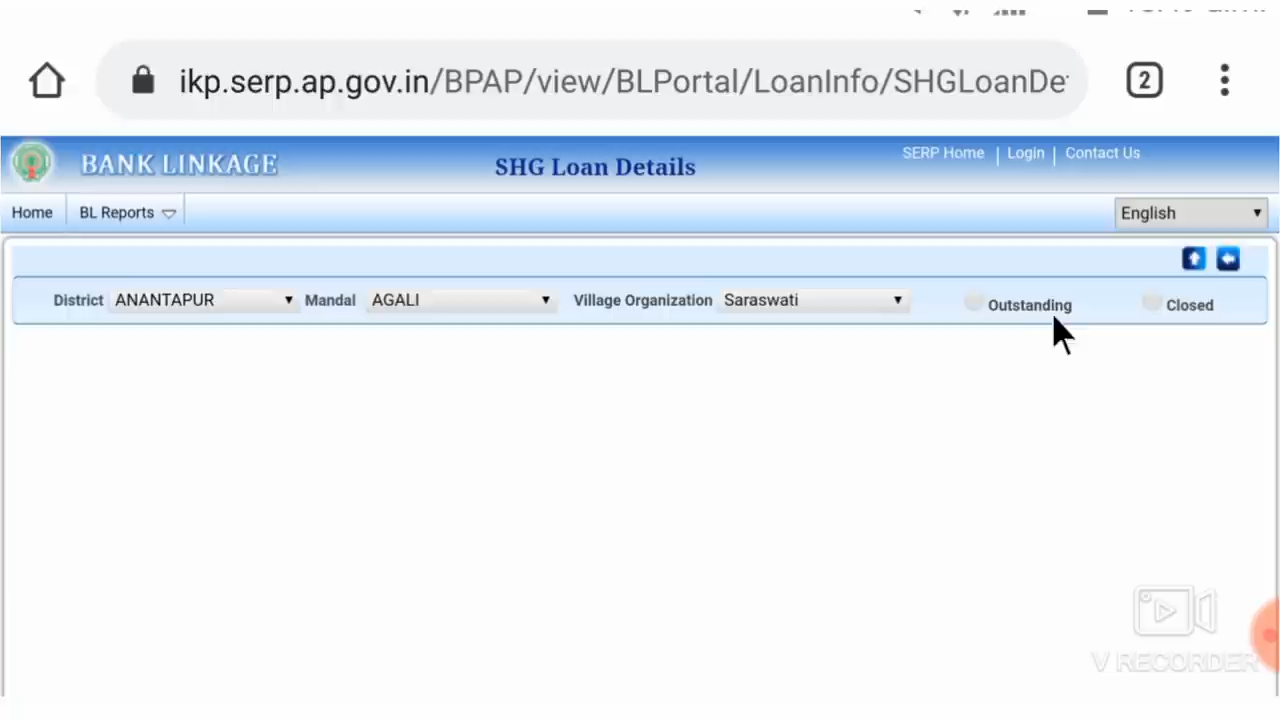 ikp.serp.ap.gov.in/BPAP/view/BLPortal/LoanInfo/SHGLoanDe
2
BANK LINKAGE
SHG Loan Details
SERP Home | Login | Contact Us
Home
BL Reports
English
District ANANTAPUR Mandal AGALI Village Organization Saraswati Outstanding Closed
V RECORDER